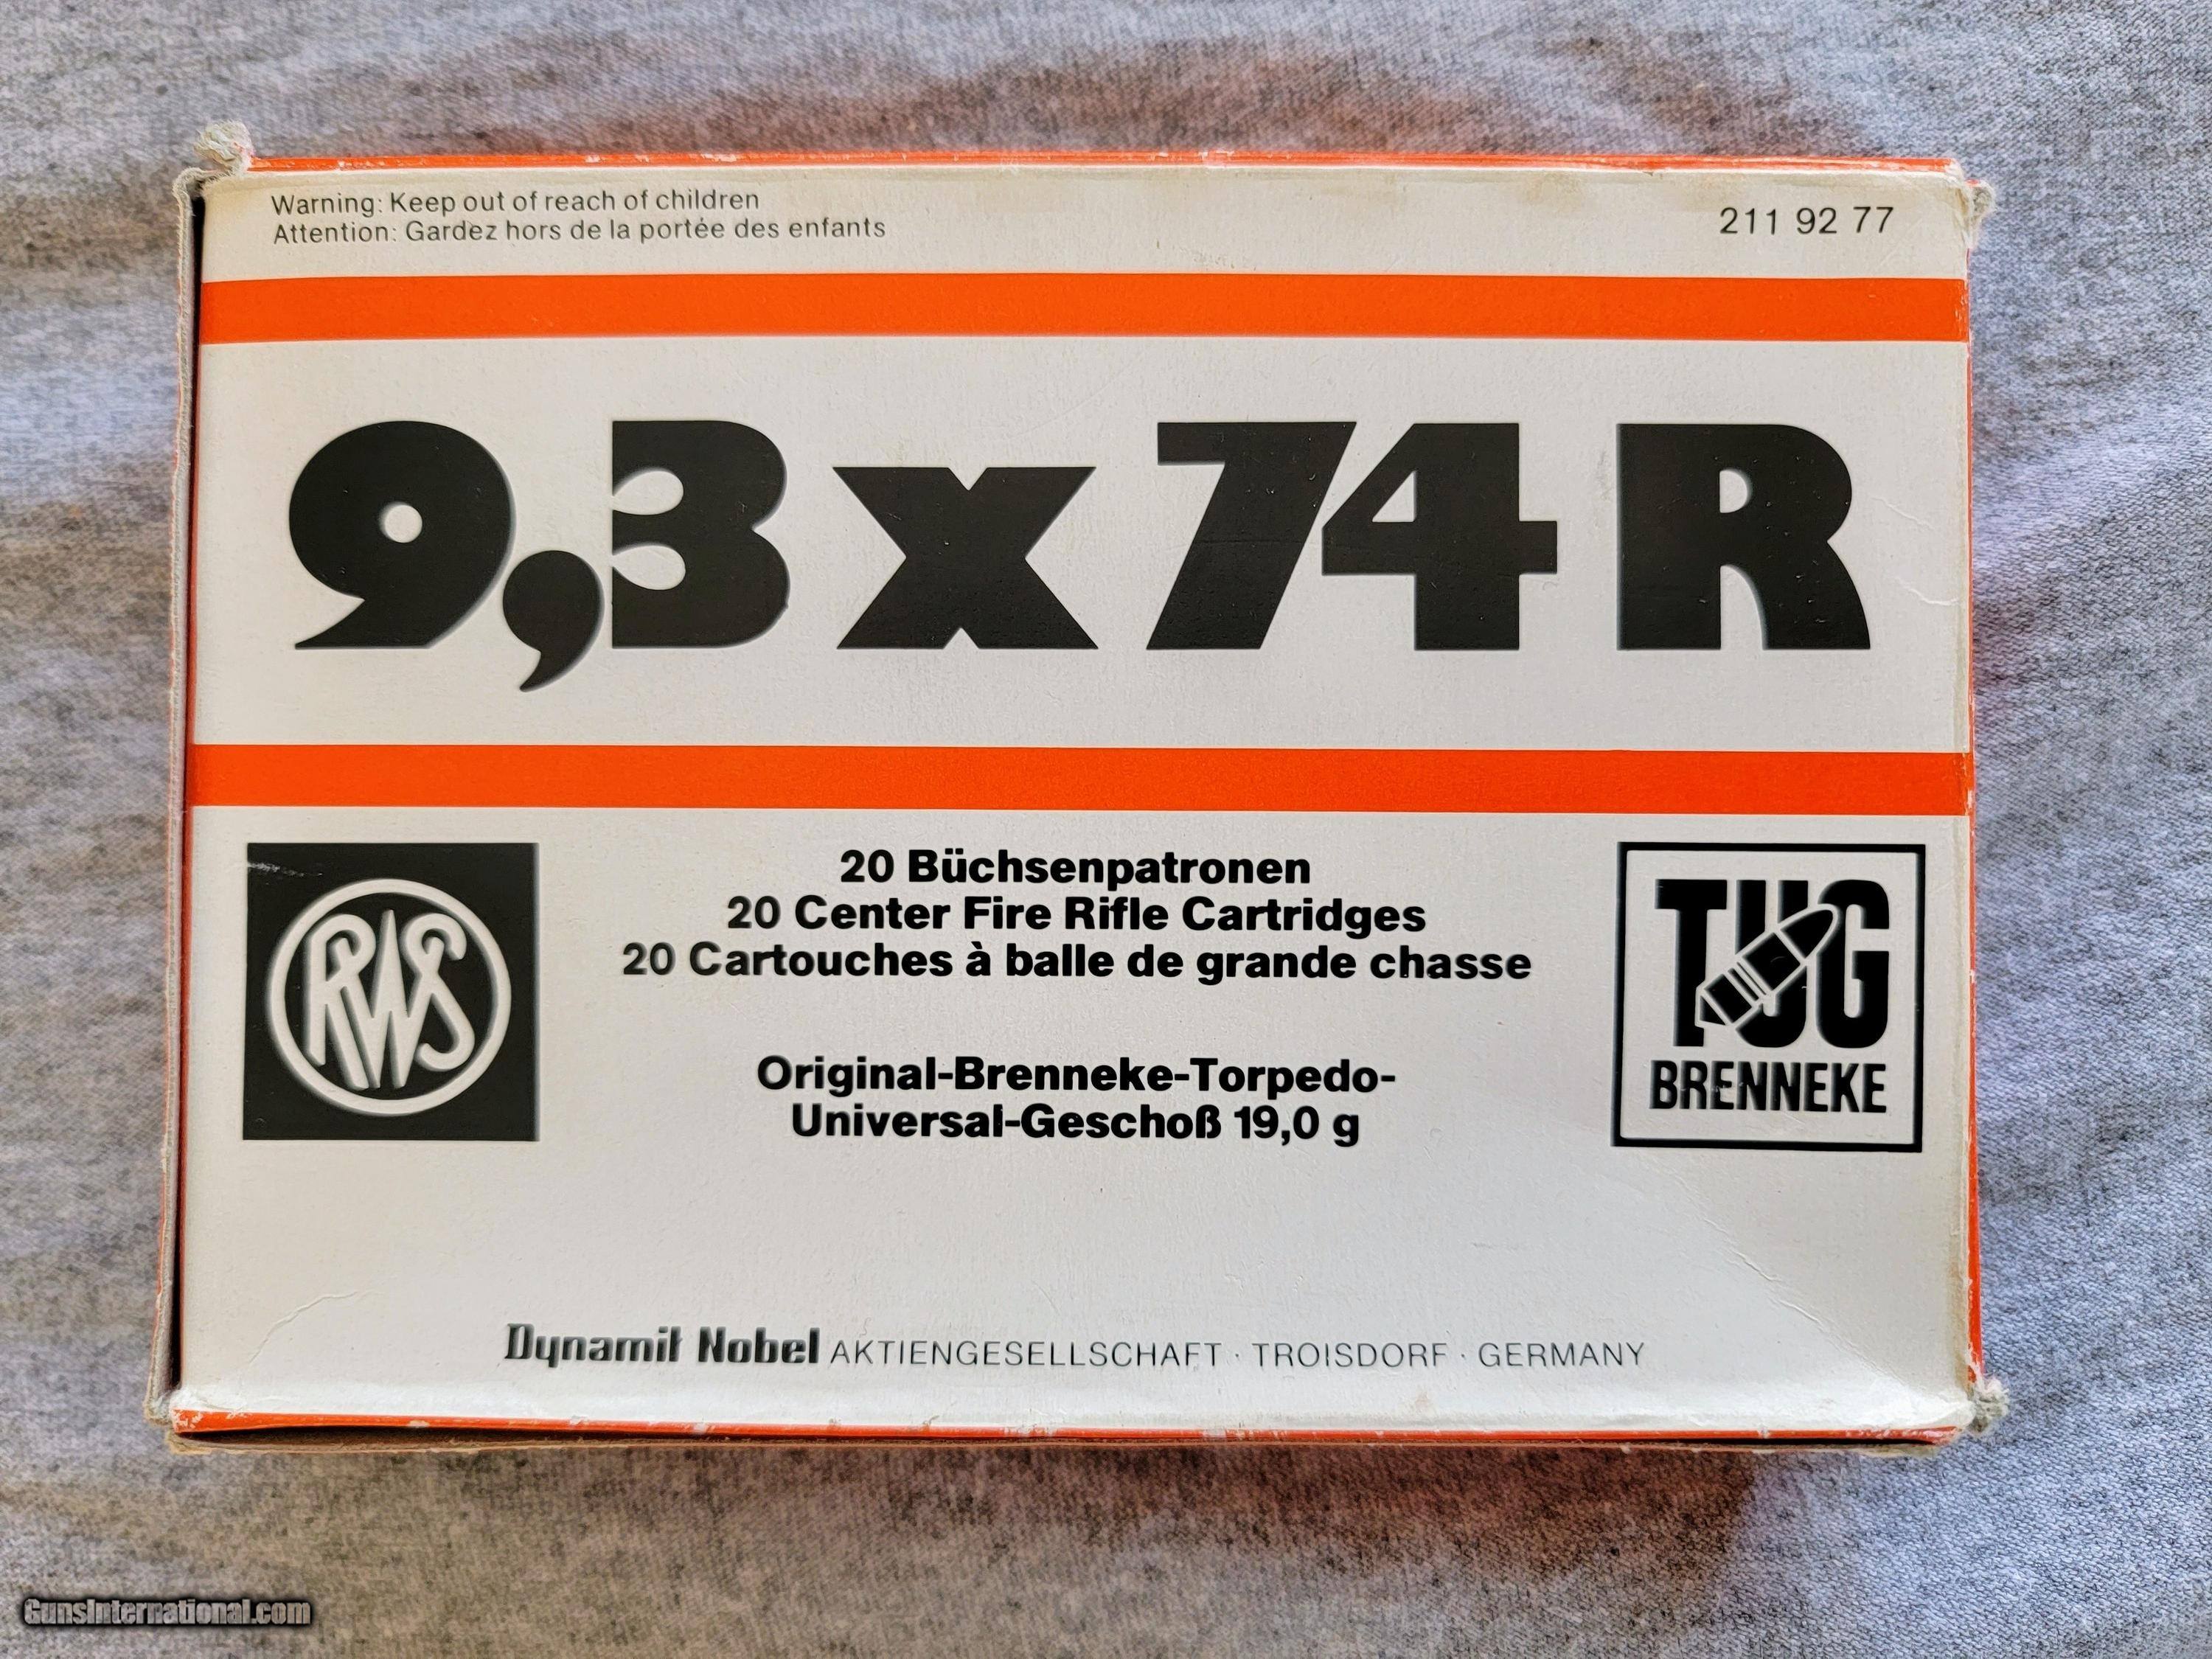 Warning: Keep out of reach of children
Attention: Gardez hors de la portée des enfants
211 92 77
9,3 x 74 R
RWS
20 Büchsenpatronen
20 Center Fire Rifle Cartridges
20 Cartouches à balle de grande chasse
Original-Brenneke-Torpedo-
Universal-Geschoß 19,0 g
TUG
BRENNEKE
Dynamit Nobel AKTIENGESELLSCHAFT · TROISDORF · GERMANY
GunsInternational.com